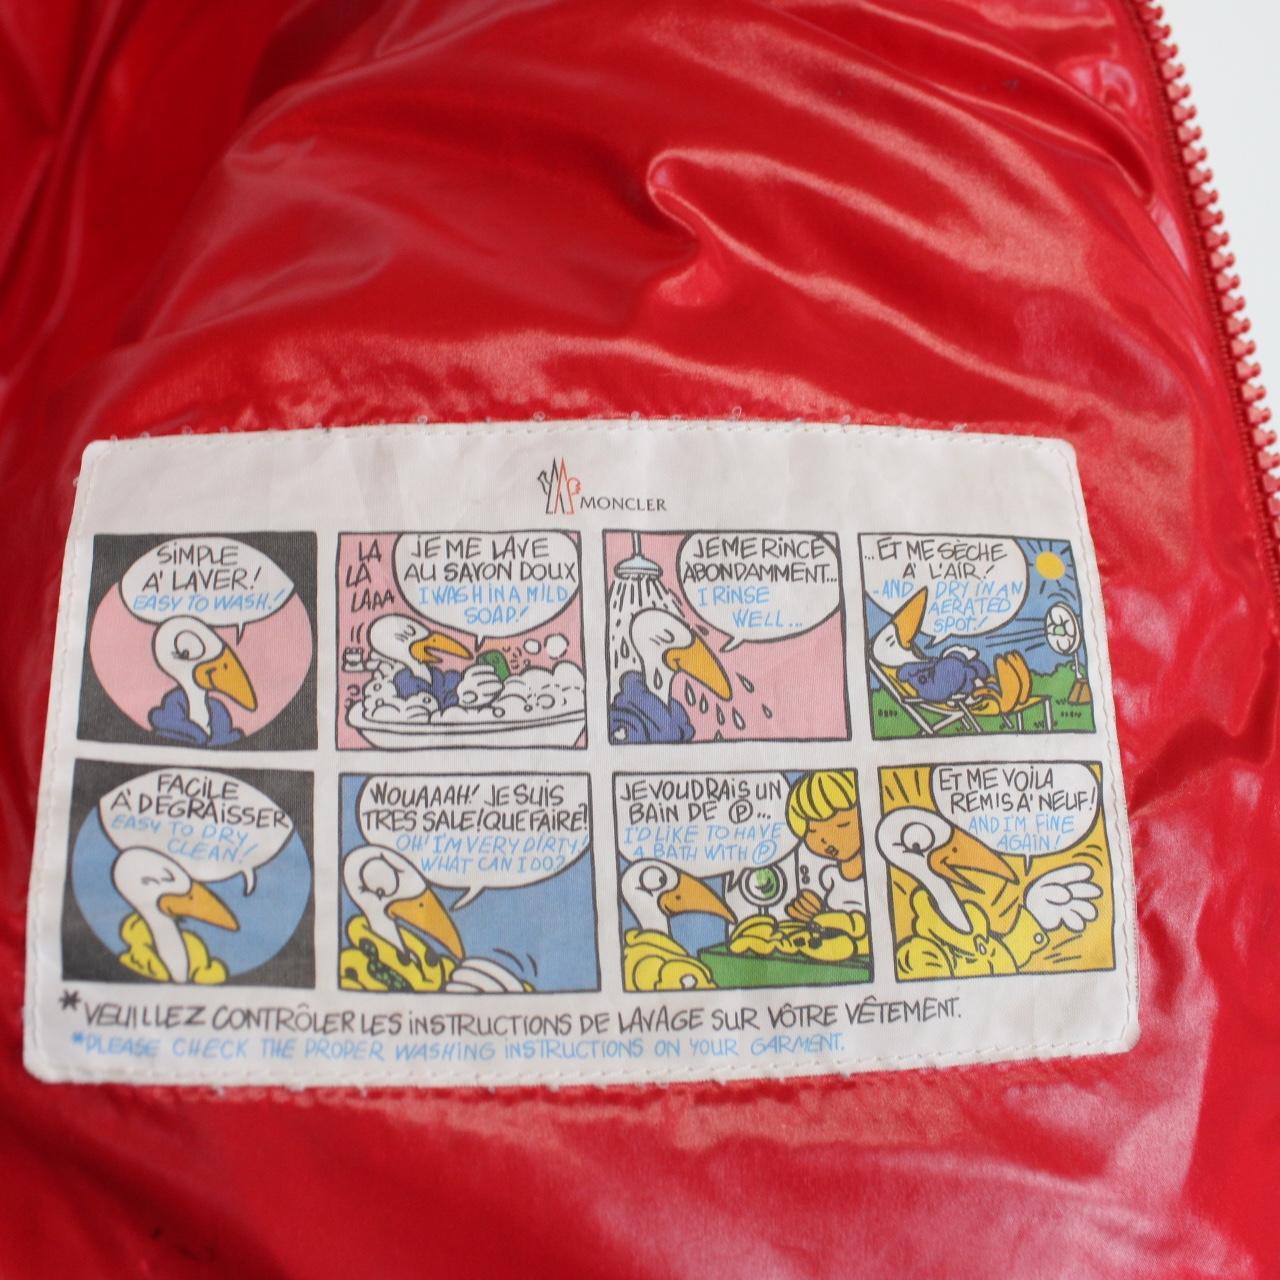 MONCLER
SiMPLE
A' LAVER!
EASY TO WASH!
LA
LA
LAAA
JE ME LAVE
AU SAVON DOUX
I WASH IN A MILD
SOAP!
JE ME RINCE
ABONDAMMENT...
I RINSE
WELL...
...ET ME SÈCHE
A' L'AIR!
-AND DRY IN AN
AERATED
SPOT!
FACILE
A' DEGRAISSER
EASY TO DRY
CLEAN!
WOUAAAH! JE SUIS
TRES SALE! QUE FAIRE!
OH! I'M VERY DIRTY!
WHAT CAN I DO?
JE VOUDRAiS UN
BAIN DE Ⓟ...
I'D LIKE TO HAVE
A BATH WITH Ⓟ
ET ME VOiLA
REMIS A' NEUF!
AND I'M FINE
AGAIN!
*VEUILLEZ CONTRÔLER LES iNSTRUCTIONS DE LAVAGE SUR VÔTRE VÊTEMENT.
*PLEASE CHECK THE PROPER WASHiNG iNSTRUCTIONS ON YOUR GARMENT.